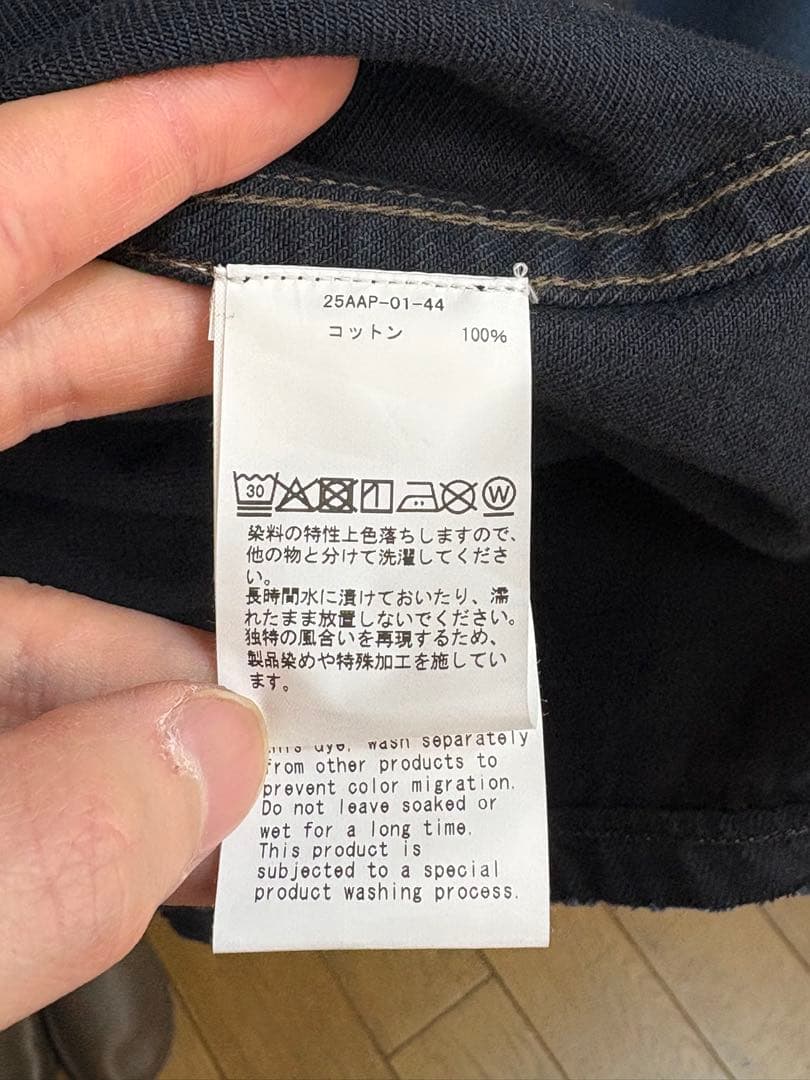 25AAP-01-44
コットン 100%
30
W
染料の特性上色落ちしますので、
他の物と分けて洗濯してくださ
い。
長時間水に漬けておいたり、濡
れたまま放置しないでください。
独特の風合いを再現するため、
製品染めや特殊加工を施してい
ます。
this dye, wash separately
from other products to
prevent color migration.
Do not leave soaked or
wet for a long time.
This product is
subjected to a special
product washing process.